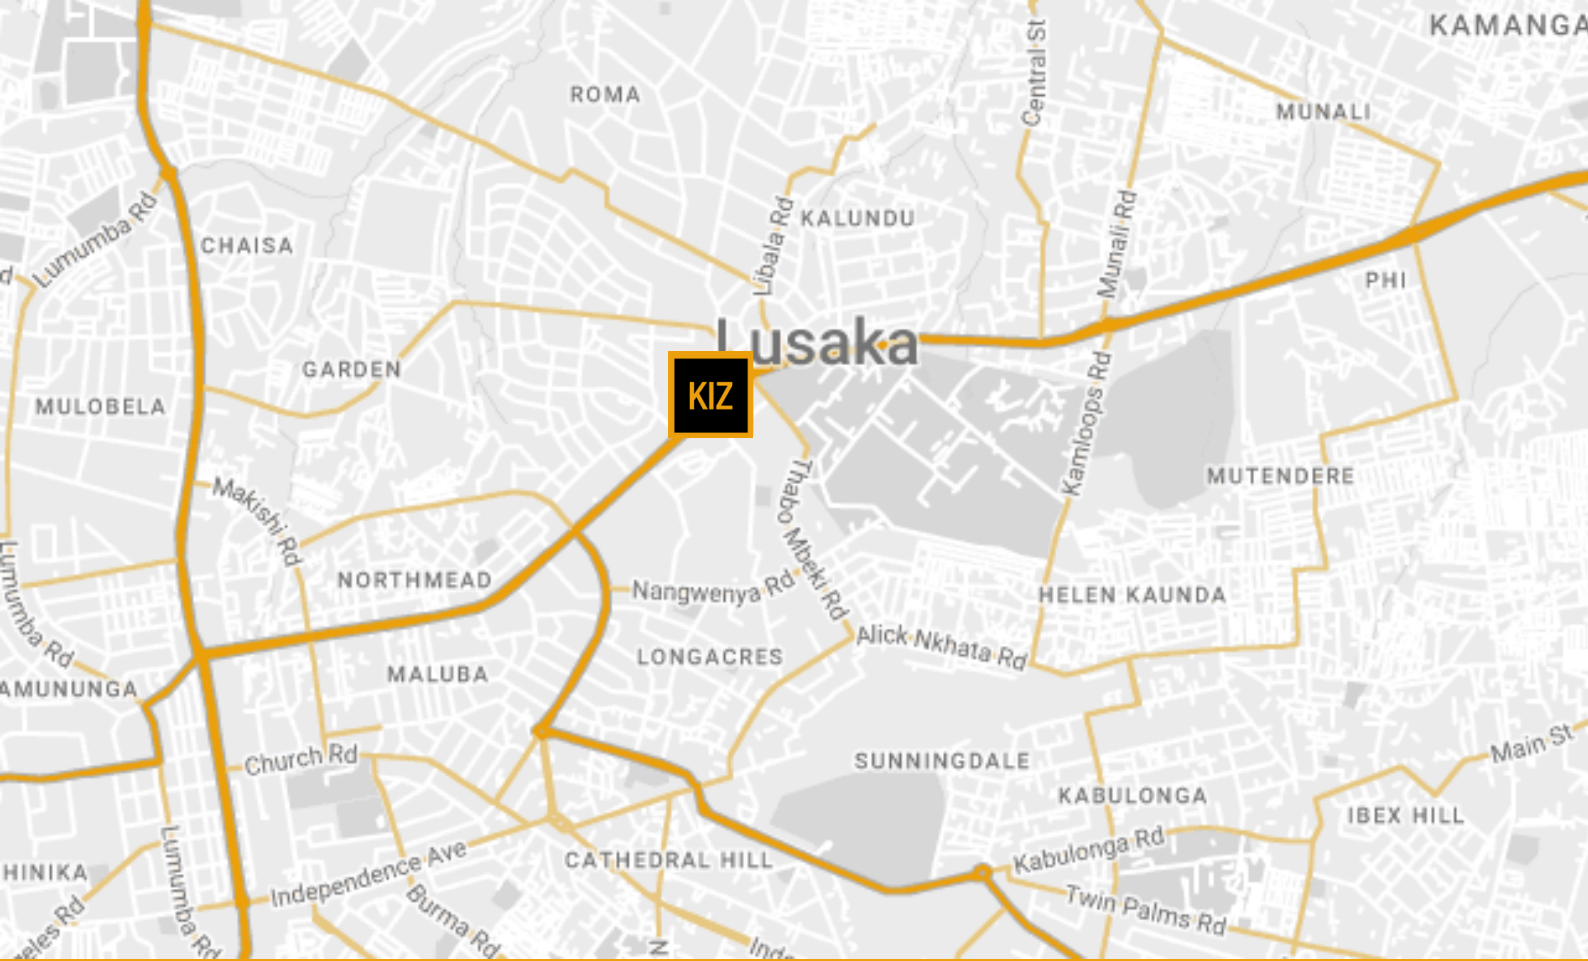 KAMANGA
Central St
ROMA
MUNALI
Lumumba Rd
Libala Rd
KALUNDU
Munali Rd
CHAISA
d
PHI
Lusaka
GARDEN
KIZ
MULOBELA
Kamloops Rd
MUTENDERE
Makishi Rd
Thabo Mbeki Rd
Lumumba Rd
NORTHMEAD
Nangwenya Rd
HELEN KAUNDA
Alick Nkhata Rd
LONGACRES
MALUBA
AMUNUNGA
Church Rd
SUNNINGDALE
Main St
KABULONGA
IBEX HILL
Lumumba Rd
Kabulonga Rd
CATHEDRAL HILL
HINIKA
Independence Ave
Burma Rd
Twin Palms Rd
eles Rd
N
Inde